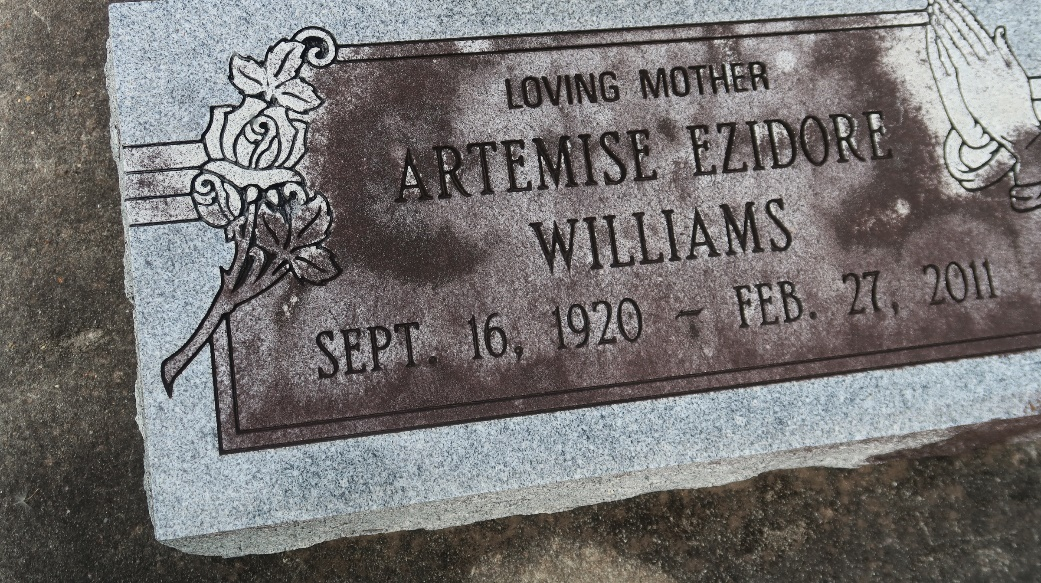 LOVING MOTHER
ARTEMISE EZIDORE
WILLIAMS
SEPT. 16, 1920 ~ FEB. 27, 2011